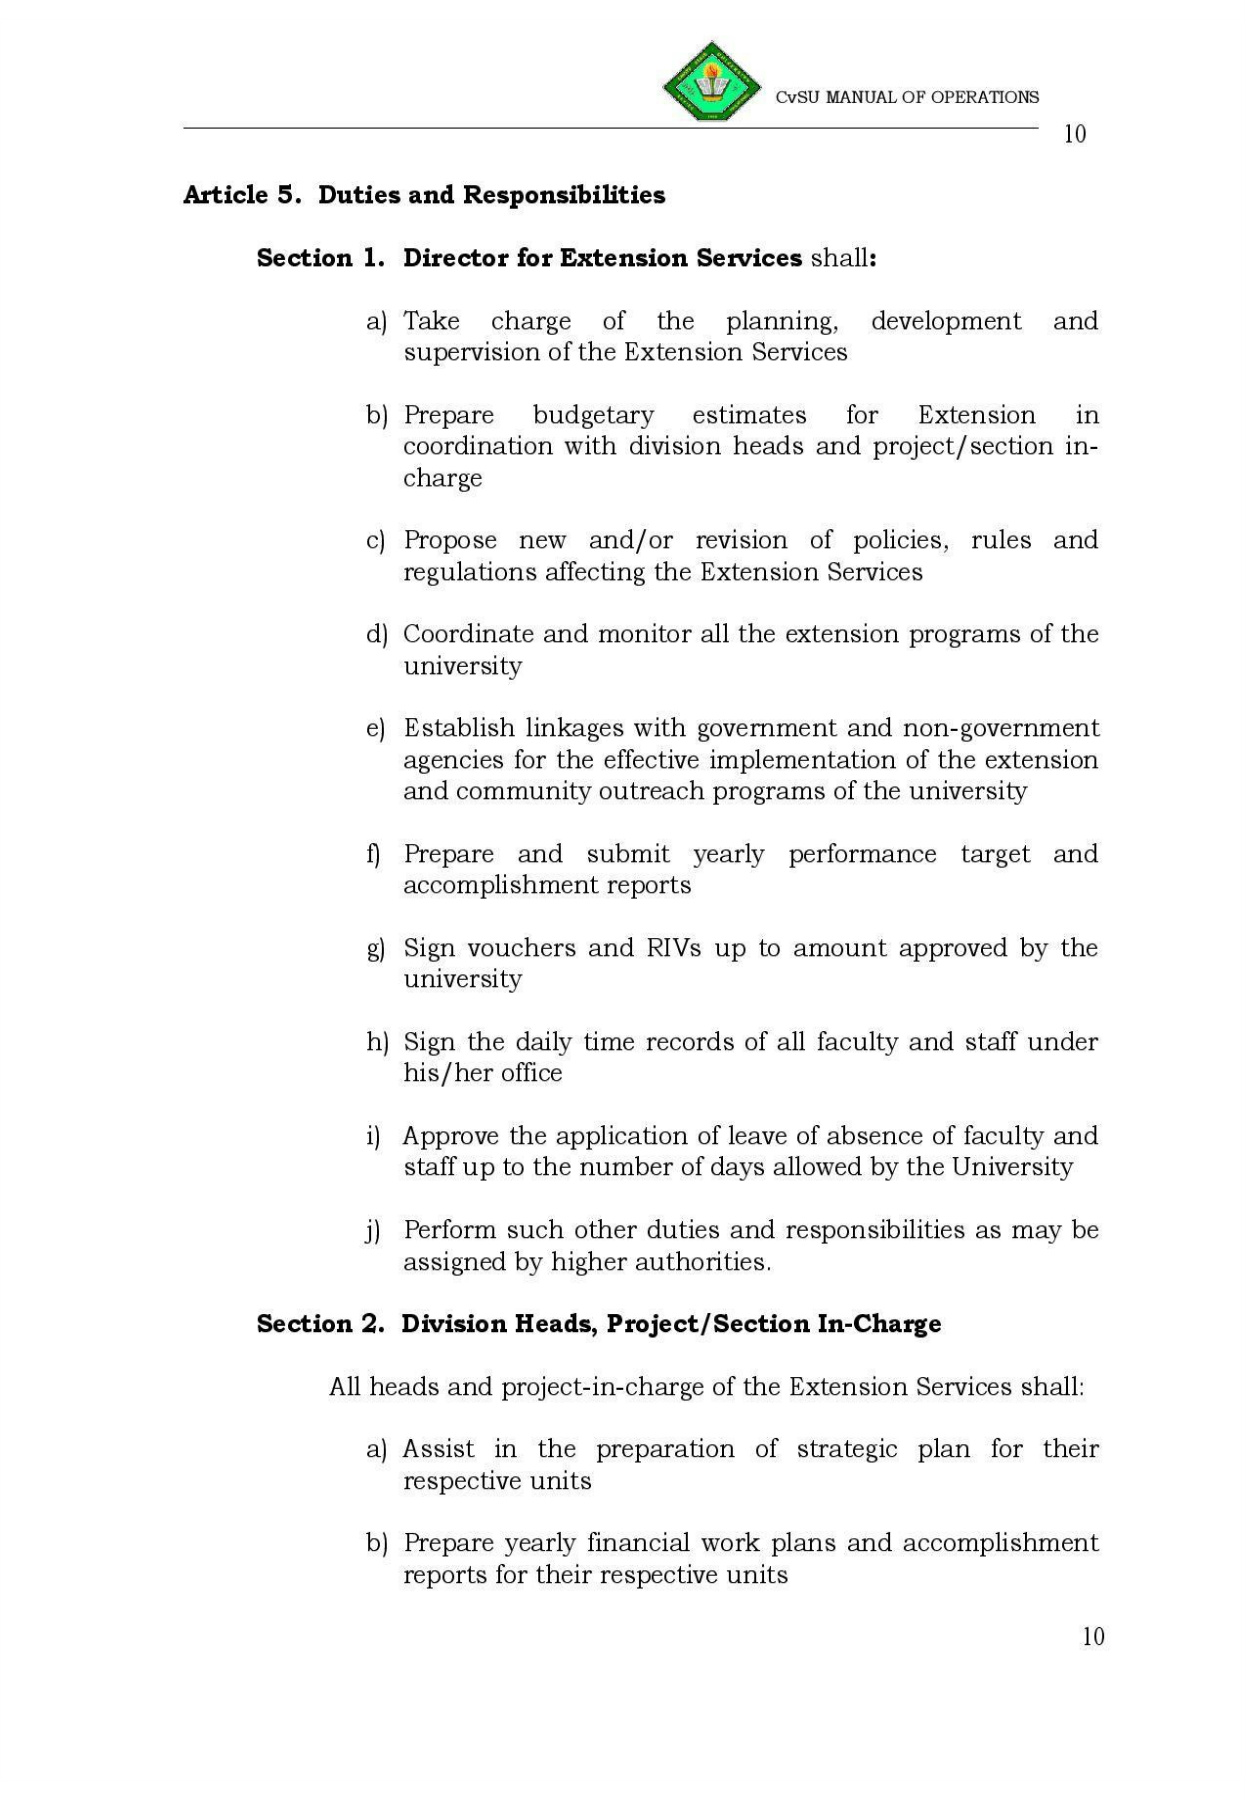 CvSU MANUAL OF OPERATIONS
10
Article 5. Duties and Responsibilities
Section 1. Director for Extension Services shall:
a) Take charge of the planning, development and
supervision of the Extension Services
b) Prepare budgetary estimates for Extension in
coordination with division heads and project/section in-
charge
c) Propose new and/or revision of policies, rules and
regulations affecting the Extension Services
d) Coordinate and monitor all the extension programs of the
university
e) Establish linkages with government and non-government
agencies for the effective implementation of the extension
and community outreach programs of the university
f) Prepare and submit yearly performance target and
accomplishment reports
g) Sign vouchers and RIVs up to amount approved by the
university
h) Sign the daily time records of all faculty and staff under
his/her office
i) Approve the application of leave of absence of faculty and
staff up to the number of days allowed by the University
j) Perform such other duties and responsibilities as may be
assigned by higher authorities.
Section 2. Division Heads, Project/Section In-Charge
All heads and project-in-charge of the Extension Services shall:
a) Assist in the preparation of strategic plan for their
respective units
b) Prepare yearly financial work plans and accomplishment
reports for their respective units
10